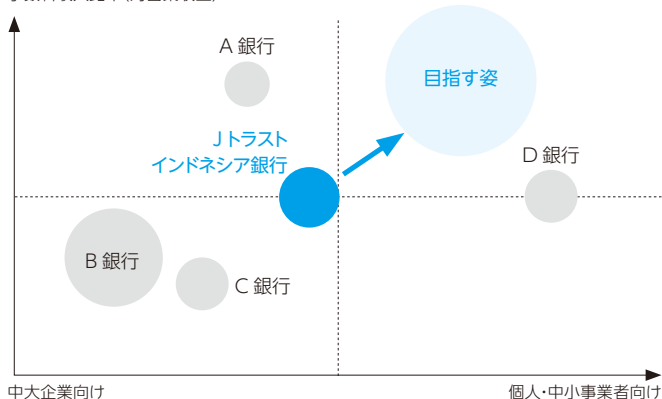 A 銀行
目指す姿
Jトラスト
インドネシア銀行
D 銀行
B 銀行
C 銀行
中大企業向け
個人・中小事業者向け